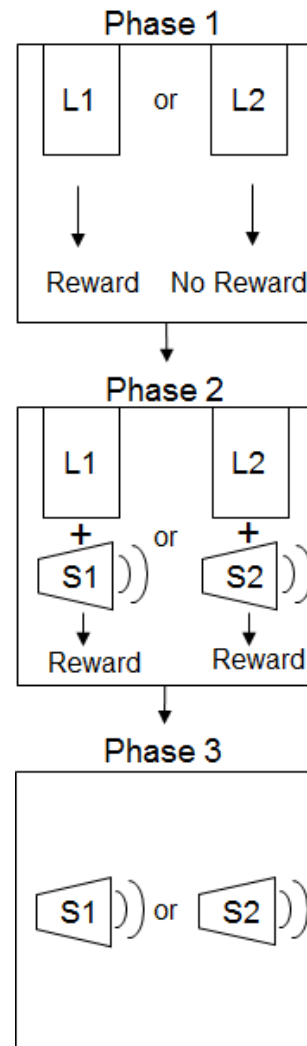 Phase 1
L1 or L2
Reward No Reward
Phase 2
L1 L2
+ or +
S1 S2
Reward Reward
Phase 3
S1 or S2